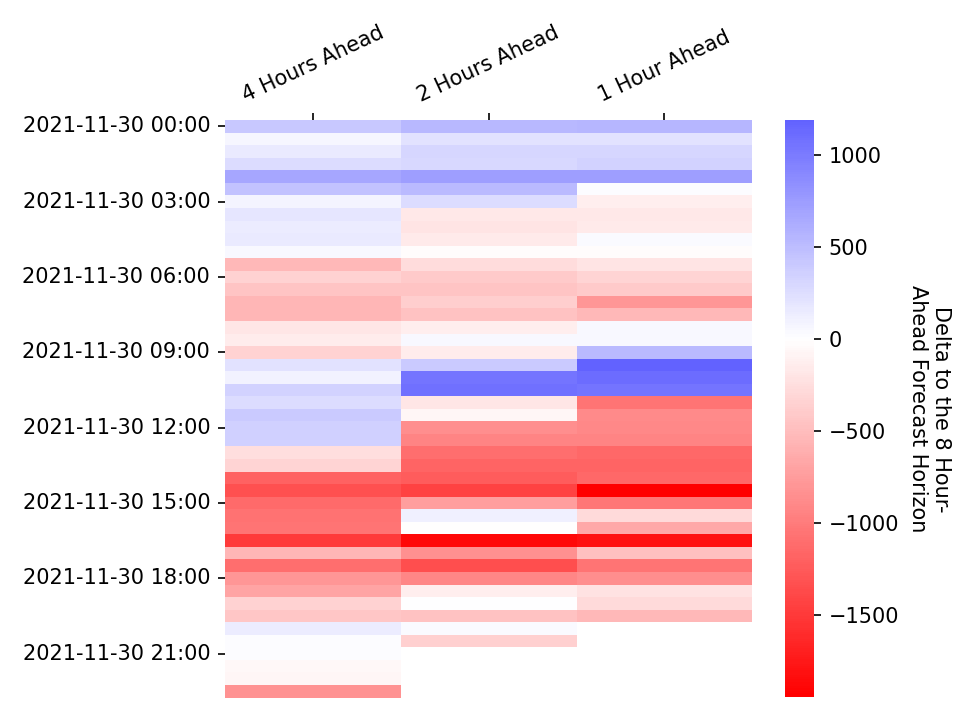 4 Hours Ahead
2 Hours Ahead
1 Hour Ahead
2021-11-30 00:00
2021-11-30 03:00
2021-11-30 06:00
2021-11-30 09:00
2021-11-30 12:00
2021-11-30 15:00
2021-11-30 18:00
2021-11-30 21:00
1000
500
0
−500
−1000
−1500
Delta to the 8 Hour-
Ahead Forecast Horizon